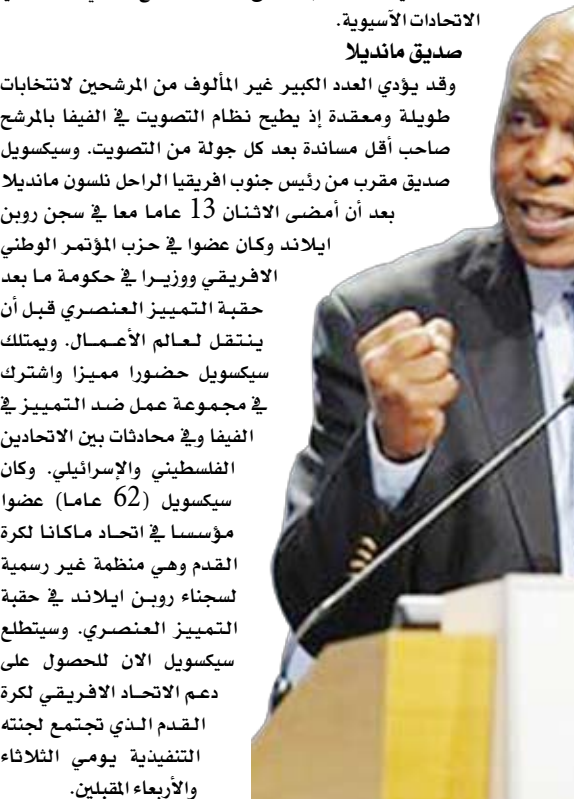 الاتحادات الآسيوية.
صديق مانديلا
وقد يؤدي العدد الكبير غير المألوف من المرشحين لانتخابات
طويلة ومعقدة إذ يطيح نظام التصويت في الفيفا بالمرشح
صاحب أقل مساندة بعد كل جولة من التصويت. وسيكسويل
صديق مقرب من رئيس جنوب افريقيا الراحل نلسون مانديلا
بعد أن أمضى الاثنان 13 عاما معا في سجن روبن
ايلاند وكان عضوا في حزب المؤتمر الوطني
الافريقي ووزيرا في حكومة ما بعد
حقبة التمييز العنصري قبل أن
ينتقل لعالم الأعمال. ويمتلك
سيكسويل حضورا مميزا واشترك
في مجموعة عمل ضد التمييز في
الفيفا وفي محادثات بين الاتحادين
الفلسطيني والإسرائيلي. وكان
سيكسويل (62 عاما) عضوا
مؤسسا في اتحاد ماكانا لكرة
القدم وهي منظمة غير رسمية
لسجناء روبن ايلاند في حقبة
التمييز العنصري. وسيتطلع
سيكسويل الان للحصول على
دعم الاتحاد الافريقي لكرة
القدم الذي تجتمع لجنته
التنفيذية يومي الثلاثاء
والأربعاء المقبلين.